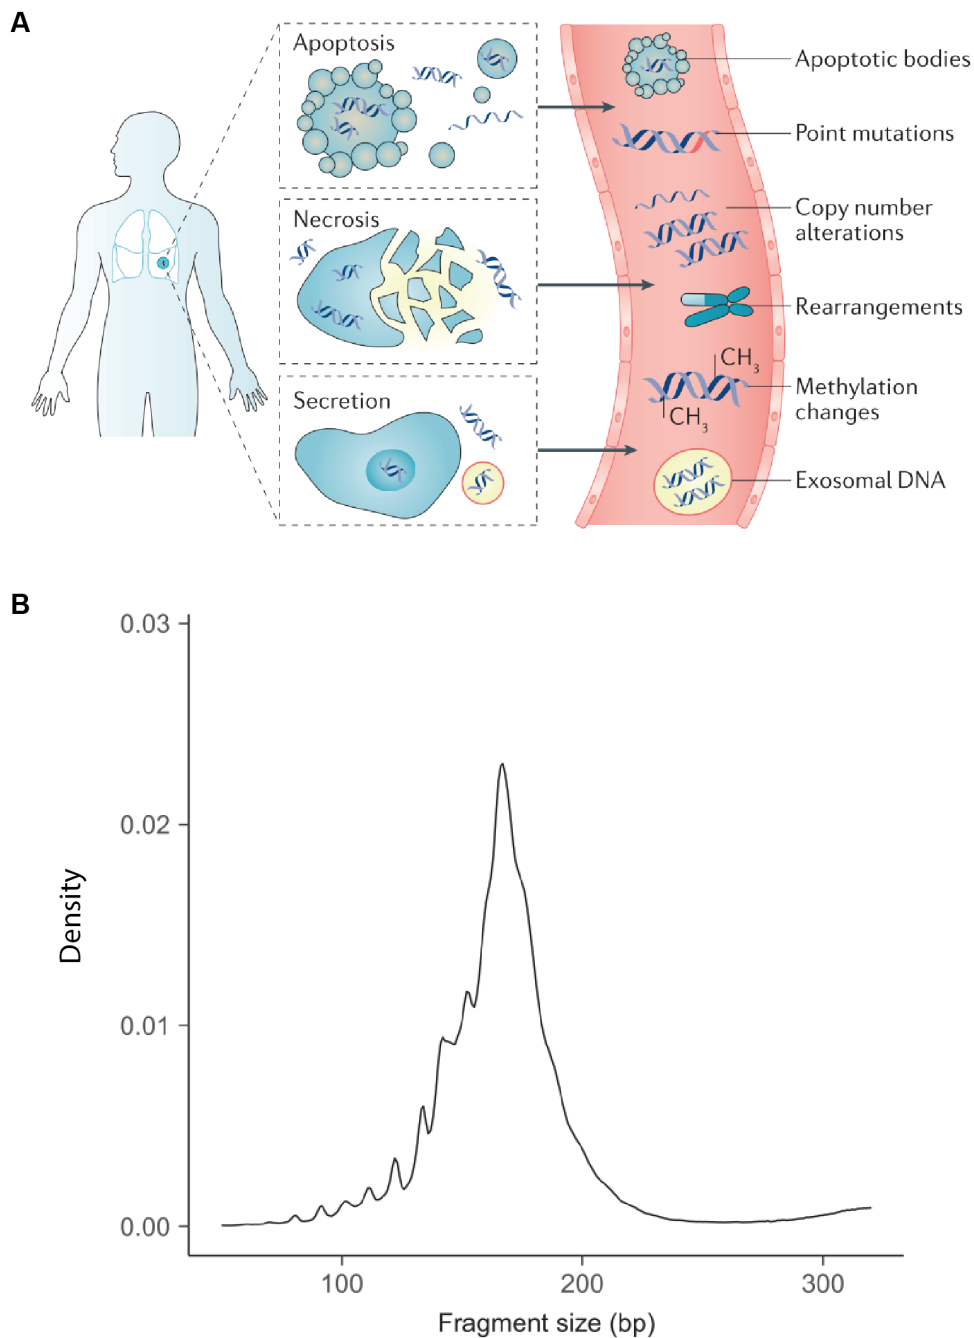 A
Apoptosis
Necrosis
Secretion
Apoptotic bodies
Point mutations
Copy number
alterations
Rearrangements
CH3
Methylation
changes
CH3
Exosomal DNA
B
0.03
0.02
0.01
0.00
Density
100 200 300
Fragment size (bp)